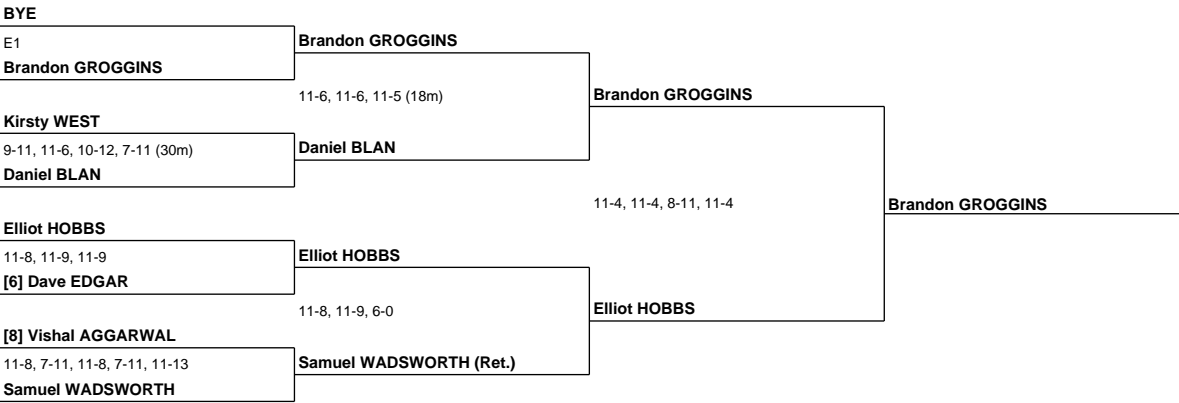 BYE
E1
Brandon GROGGINS
Brandon GROGGINS
11-6, 11-6, 11-5 (18m)
Brandon GROGGINS
Kirsty WEST
9-11, 11-6, 10-12, 7-11 (30m)
Daniel BLAN
Daniel BLAN
11-4, 11-4, 8-11, 11-4
Brandon GROGGINS
Elliot HOBBS
11-8, 11-9, 11-9
[6] Dave EDGAR
Elliot HOBBS
11-8, 11-9, 6-0
Elliot HOBBS
[8] Vishal AGGARWAL
11-8, 7-11, 11-8, 7-11, 11-13
Samuel WADSWORTH
Samuel WADSWORTH (Ret.)